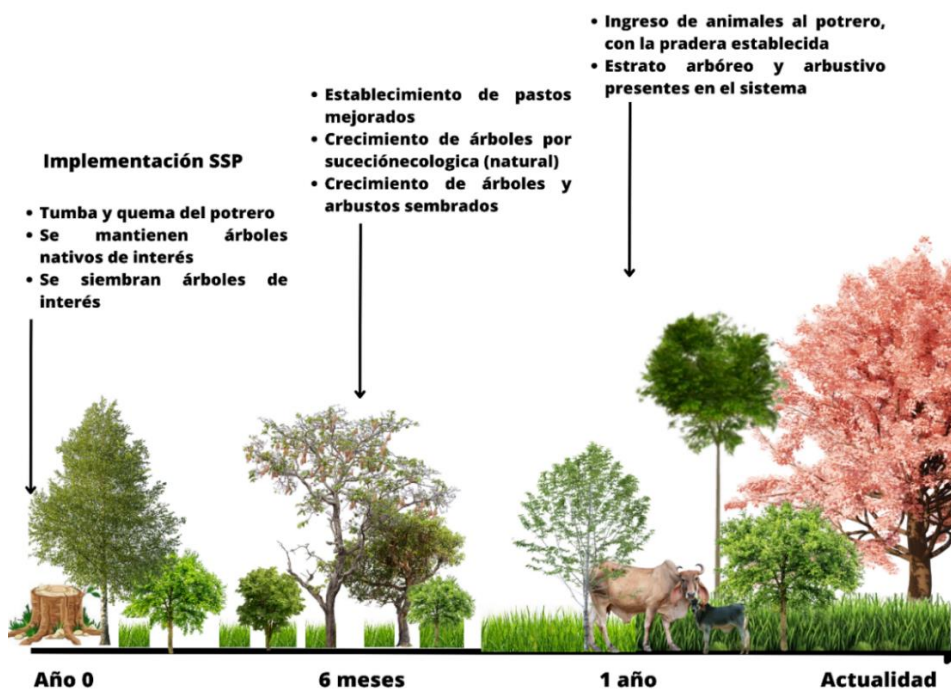 Implementación SSP
• Tumba y quema del potrero
• Se mantienen árboles
nativos de interés
• Se siembran árboles de
interés
• Establecimiento de pastos
mejorados
• Crecimiento de árboles por
suceciónecologica (natural)
• Crecimiento de árboles y
arbustos sembrados
• Ingreso de animales al potrero,
con la pradera establecida
• Estrato arbóreo y arbustivo
presentes en el sistema
Año 0
6 meses
1 año
Actualidad